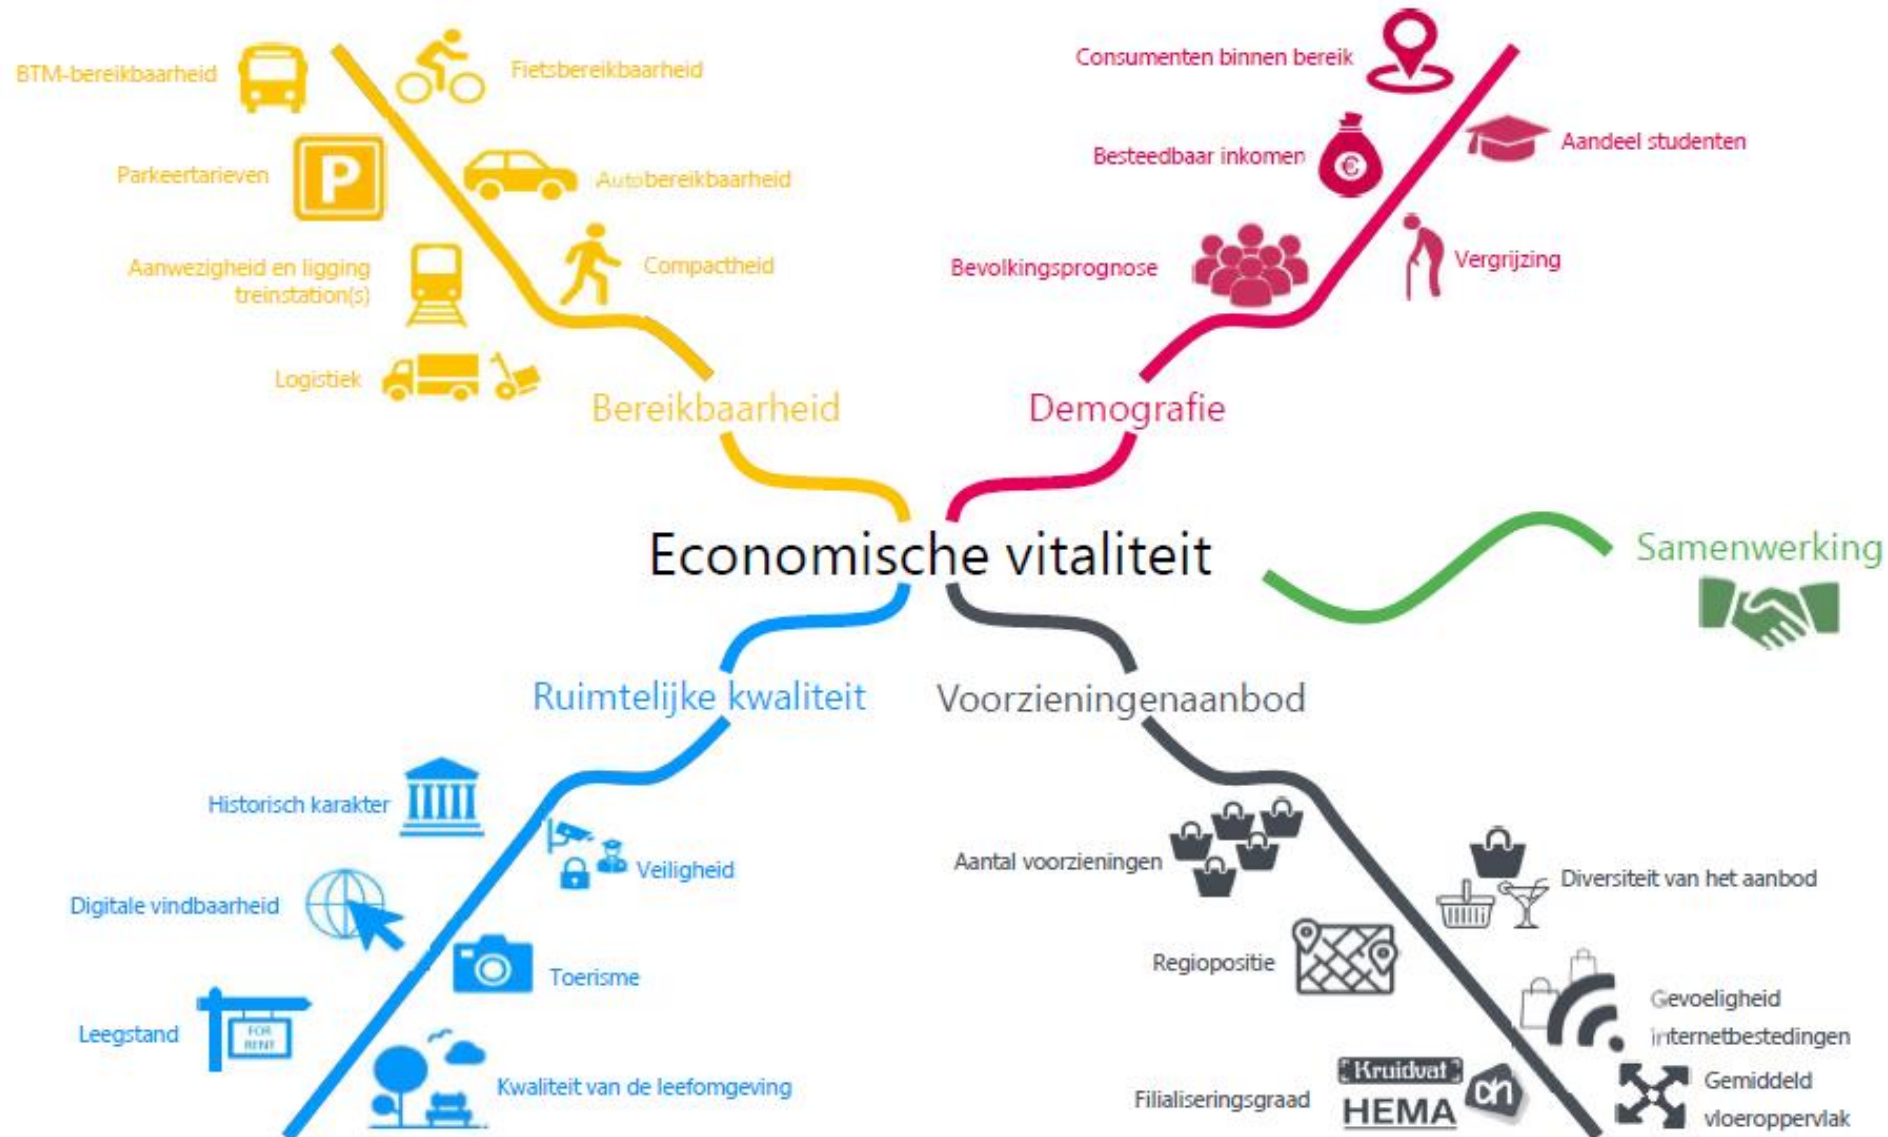 BTM-bereikbaarheid
Fietsbereikbaarheid
Parkeertarieven
P
Autobereikbaarheid
Aanwezigheid en ligging
treinstation(s)
Compactheid
Logistiek
Bereikbaarheid
Consumenten binnen bereik
Besteedbaar inkomen
€
Aandeel studenten
Bevolkingsprognose
Vergrijzing
Demografie
Economische vitaliteit
Samenwerking
Ruimtelijke kwaliteit
Historisch karakter
Veiligheid
Digitale vindbaarheid
Toerisme
Leegstand
FOR
RENT
Kwaliteit van de leefomgeving
Voorzieningenaanbod
Aantal voorzieningen
Diversiteit van het aanbod
Regiopositie
Gevoeligheid
internetbestedingen
Filialiseringsgraad
Kruidvat
HEMA
ah
Gemiddeld
vloeroppervlak